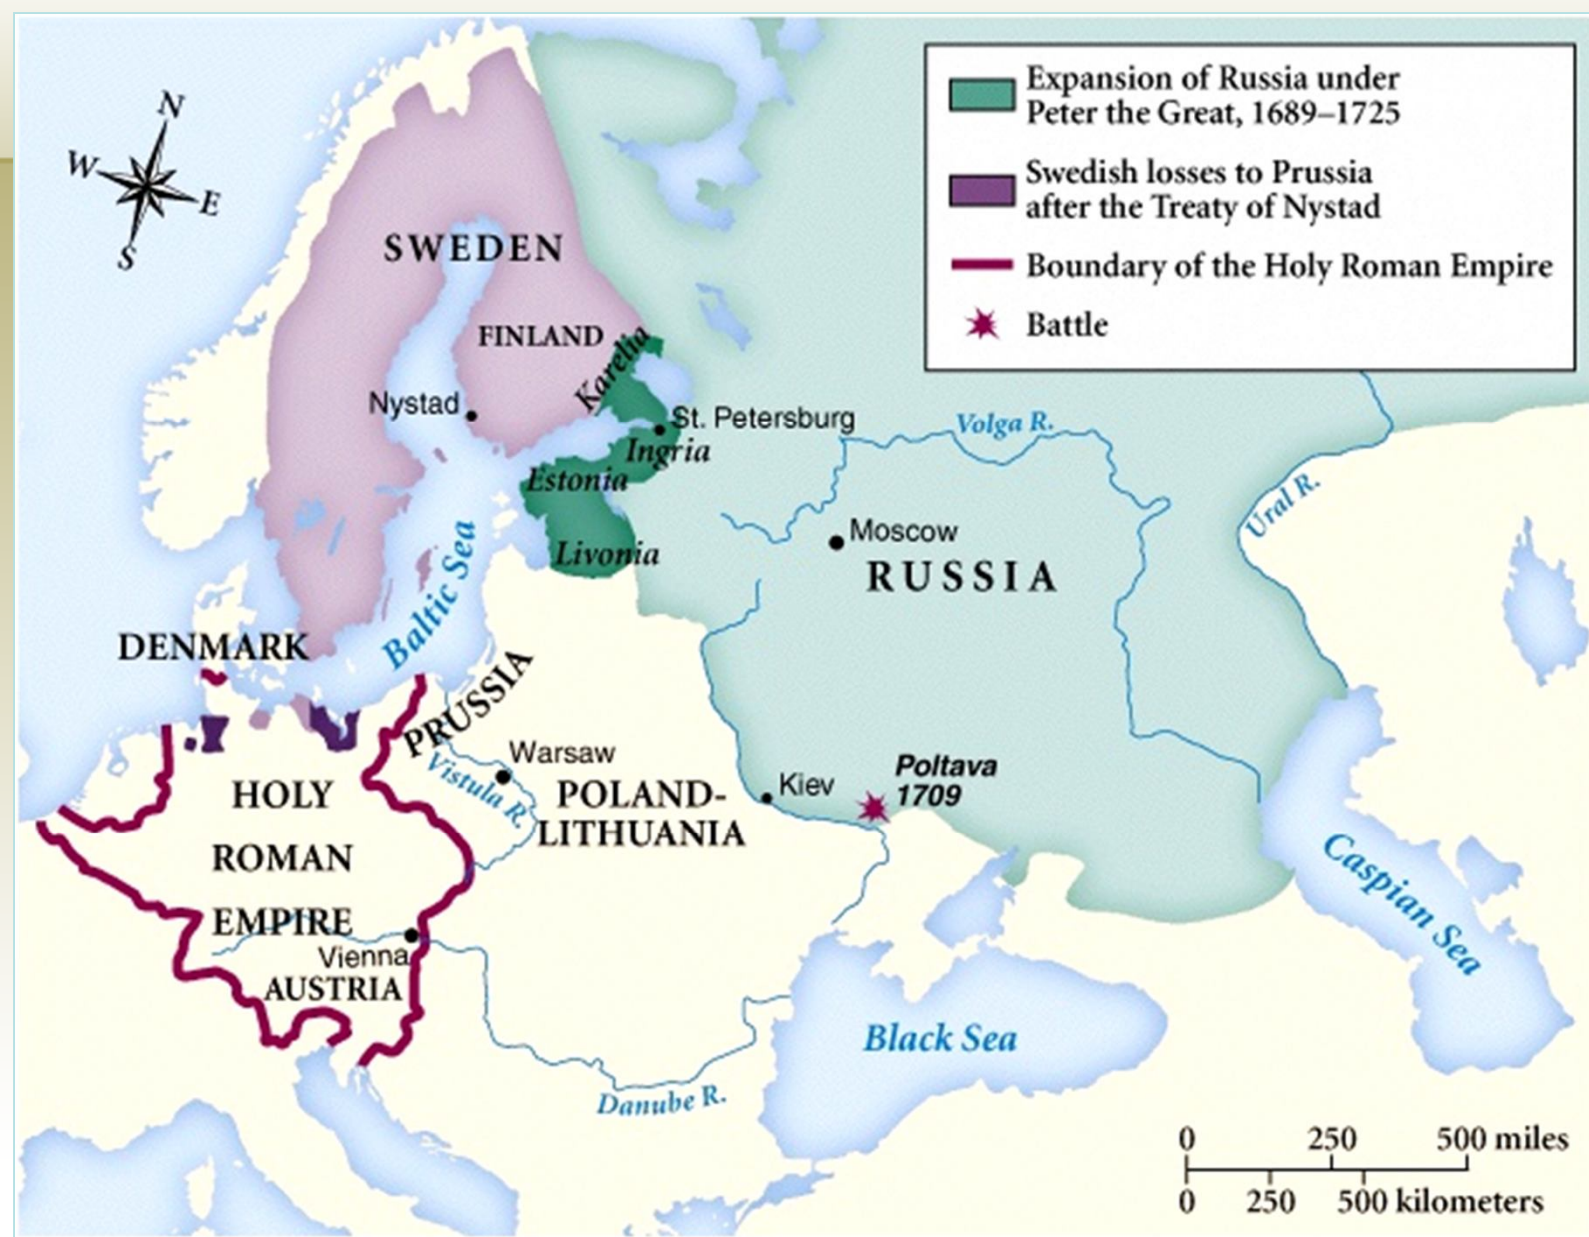 Expansion of Russia under
Peter the Great, 1689–1725
Swedish losses to Prussia
after the Treaty of Nystad
Boundary of the Holy Roman Empire
Battle
N
W
E
S
SWEDEN
FINLAND
Karelia
Nystad
St. Petersburg
Ingria
Estonia
Livonia
Volga R.
Ural R.
Moscow
RUSSIA
Baltic Sea
DENMARK
PRUSSIA
Warsaw
Vistula R.
POLAND-
LITHUANIA
Kiev
Poltava
1709
HOLY
ROMAN
EMPIRE
Vienna
AUSTRIA
Caspian Sea
Black Sea
Danube R.
0 250 500 miles
0 250 500 kilometers